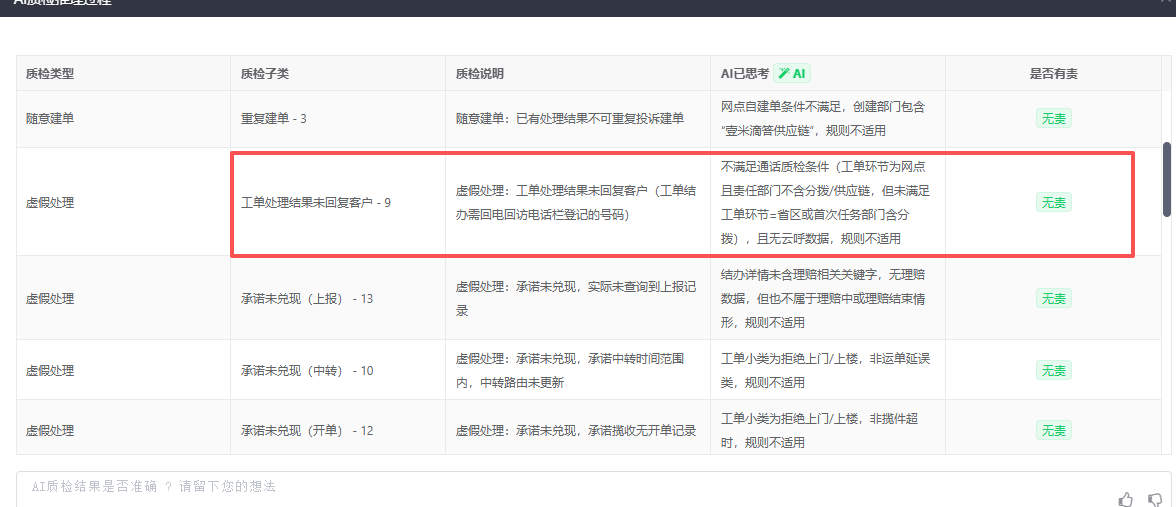 AI质检推理过程
质检类型
质检子类
质检说明
AI已思考 AI
是否有责
随意建单
重复建单 - 3
随意建单：已有处理结果不可重复投诉建单
网点自建单条件不满足，创建部门包含
“壹米滴答供应链”，规则不适用
无责
虚假处理
工单处理结果未回复客户 - 9
虚假处理：工单处理结果未回复客户（工单结
办需回电回访电话栏登记的号码）
不满足通话质检条件（工单环节为网点
且责任部门不含分拨/供应链，但未满足
工单环节=省区或首次任务部门含分
拨），且无云呼数据，规则不适用
无责
虚假处理
承诺未兑现（上报） - 13
虚假处理：承诺未兑现，实际未查询到上报记
录
结办详情未含理赔相关关键字，无理赔
数据，但也不属于理赔中或理赔结束情
形，规则不适用
无责
虚假处理
承诺未兑现（中转） - 10
虚假处理：承诺未兑现，承诺中转时间范围
内，中转路由未更新
工单小类为拒绝上门/上楼，非运单延误
类，规则不适用
无责
虚假处理
承诺未兑现（开单） - 12
虚假处理：承诺未兑现，承诺揽收无开单记录
工单小类为拒绝上门/上楼，非揽件超
时，规则不适用
无责
AI质检结果是否准确 ？请留下您的想法